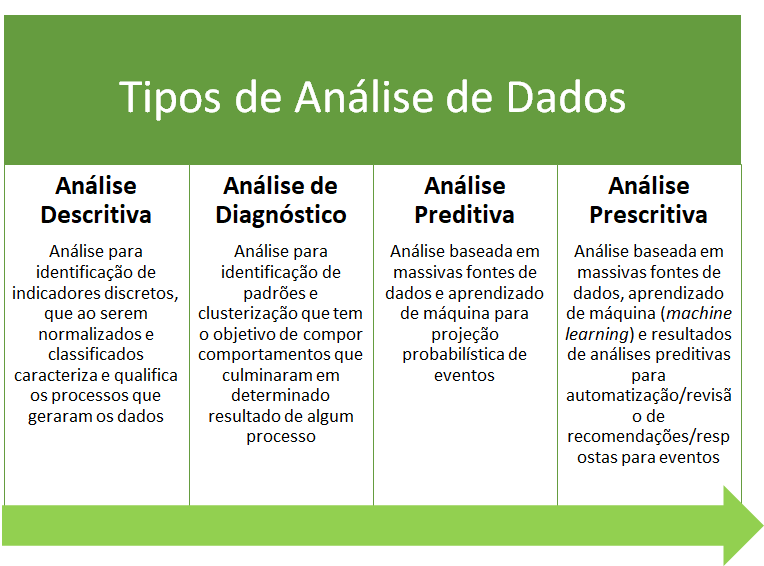 Tipos de Análise de Dados
Análise
Descritiva
Análise para
identificação de
indicadores discretos,
que ao serem
normalizados e
classificados
caracteriza e qualifica
os processos que
geraram os dados
Análise de
Diagnóstico
Análise para
identificação de
padrões e
clusterização que tem
o objetivo de compor
comportamentos que
culminaram em
determinado
resultado de algum
processo
Análise
Preditiva
Análise baseada em
massivas fontes de
dados e aprendizado
de máquina para
projeção
probabilística de
eventos
Análise
Prescritiva
Análise baseada em
massivas fontes de
dados, aprendizado
de máquina (machine
learning) e resultados
de análises preditivas
para
automatização/revisã
o de
recomendações/resp
ostas para eventos